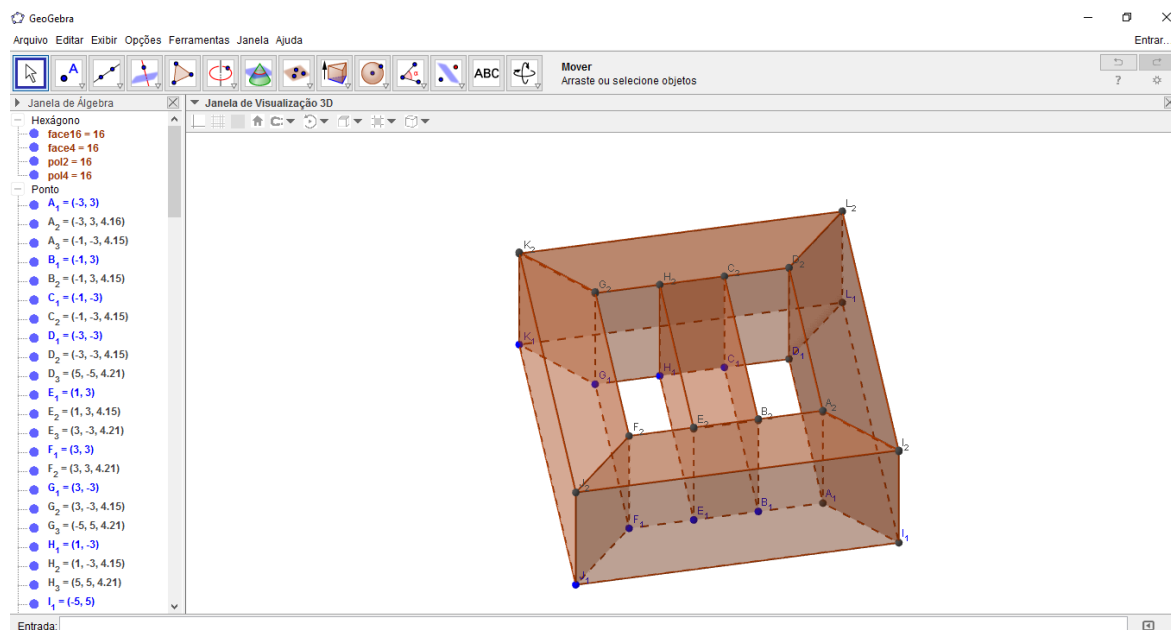 GeoGebra
Arquivo Editar Exibir Opções Ferramentas Janela Ajuda
Entrar...
A
ABC
Mover
Arraste ou selecione objetos
?
Janela de Álgebra
Janela de Visualização 3D
Hexágono
face16 = 16
face4 = 16
pol2 = 16
pol4 = 16
Ponto
A₁ = (-3, 3)
A₂ = (-3, 3, 4.16)
A₃ = (-1, -3, 4.15)
B₁ = (-1, 3)
B₂ = (-1, 3, 4.15)
C₁ = (-1, -3)
C₂ = (-1, -3, 4.15)
D₁ = (-3, -3)
D₂ = (-3, -3, 4.15)
D₃ = (5, -5, 4.21)
E₁ = (1, 3)
E₂ = (1, 3, 4.15)
E₃ = (3, -3, 4.21)
F₁ = (3, 3)
F₂ = (3, 3, 4.21)
G₁ = (3, -3)
G₂ = (3, -3, 4.15)
G₃ = (-5, 5, 4.21)
H₁ = (1, -3)
H₂ = (1, -3, 4.15)
H₃ = (5, 5, 4.21)
I₁ = (-5, 5)
L₂
K₂
D₂
C₂
H₂
G₂
L₁
K₁
D₁
C₁
H₁
G₁
A₂
B₂
E₂
F₂
I₂
J₂
A₁
B₁
E₁
F₁
I₁
J₁
Entrada: